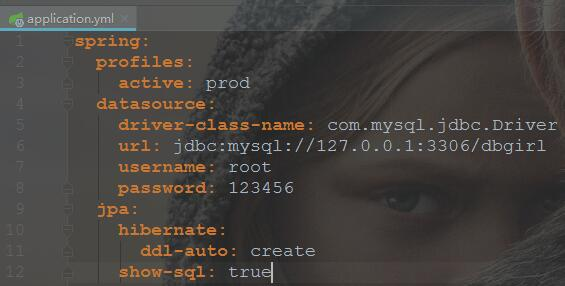 application.yml
1 spring:
2   profiles:
3     active: prod
4   datasource:
5     driver-class-name: com.mysql.jdbc.Driver
6     url: jdbc:mysql://127.0.0.1:3306/dbgirl
7     username: root
8     password: 123456
9   jpa:
10     hibernate:
11       ddl-auto: create
12     show-sql: true